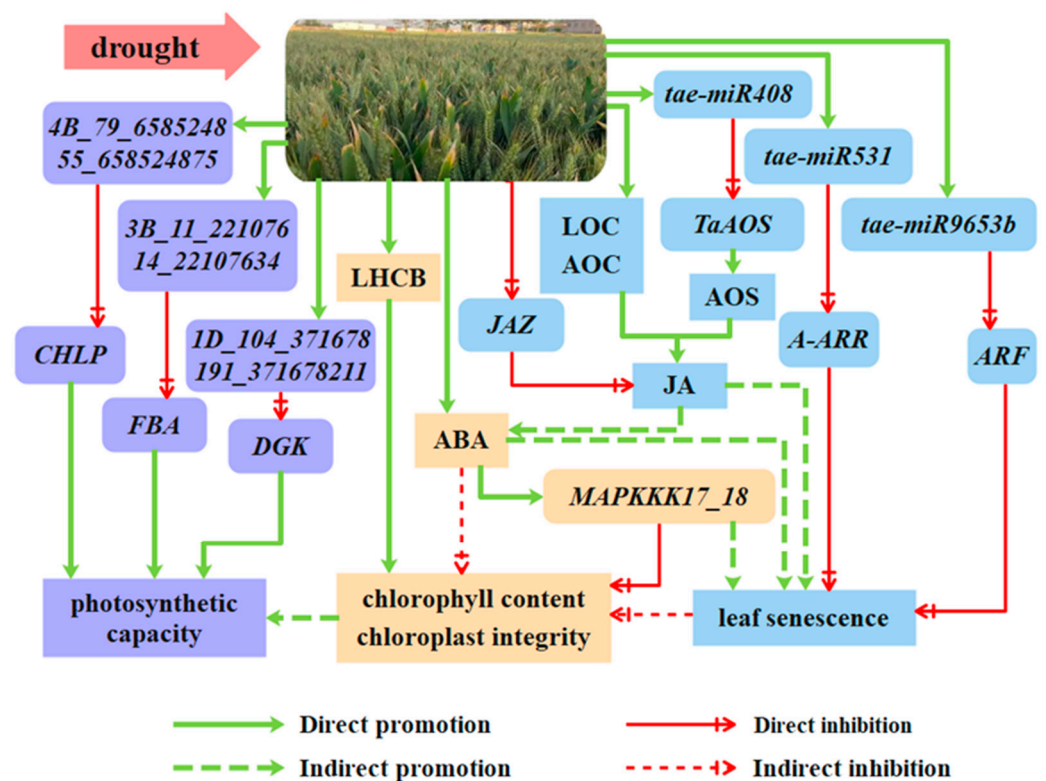 drought
4B_79_6585248
55_658524875
3B_11_221076
14_22107634
1D_104_371678
191_371678211
CHLP
FBA
DGK
LHCB
JAZ
LOC
AOC
tae-miR408
TaAOS
AOS
tae-miR531
tae-miR9653b
A-ARR
ARF
JA
ABA
MAPKKK17_18
photosynthetic
capacity
chlorophyll content
chloroplast integrity
leaf senescence
Direct promotion
Direct inhibition
Indirect promotion
Indirect inhibition